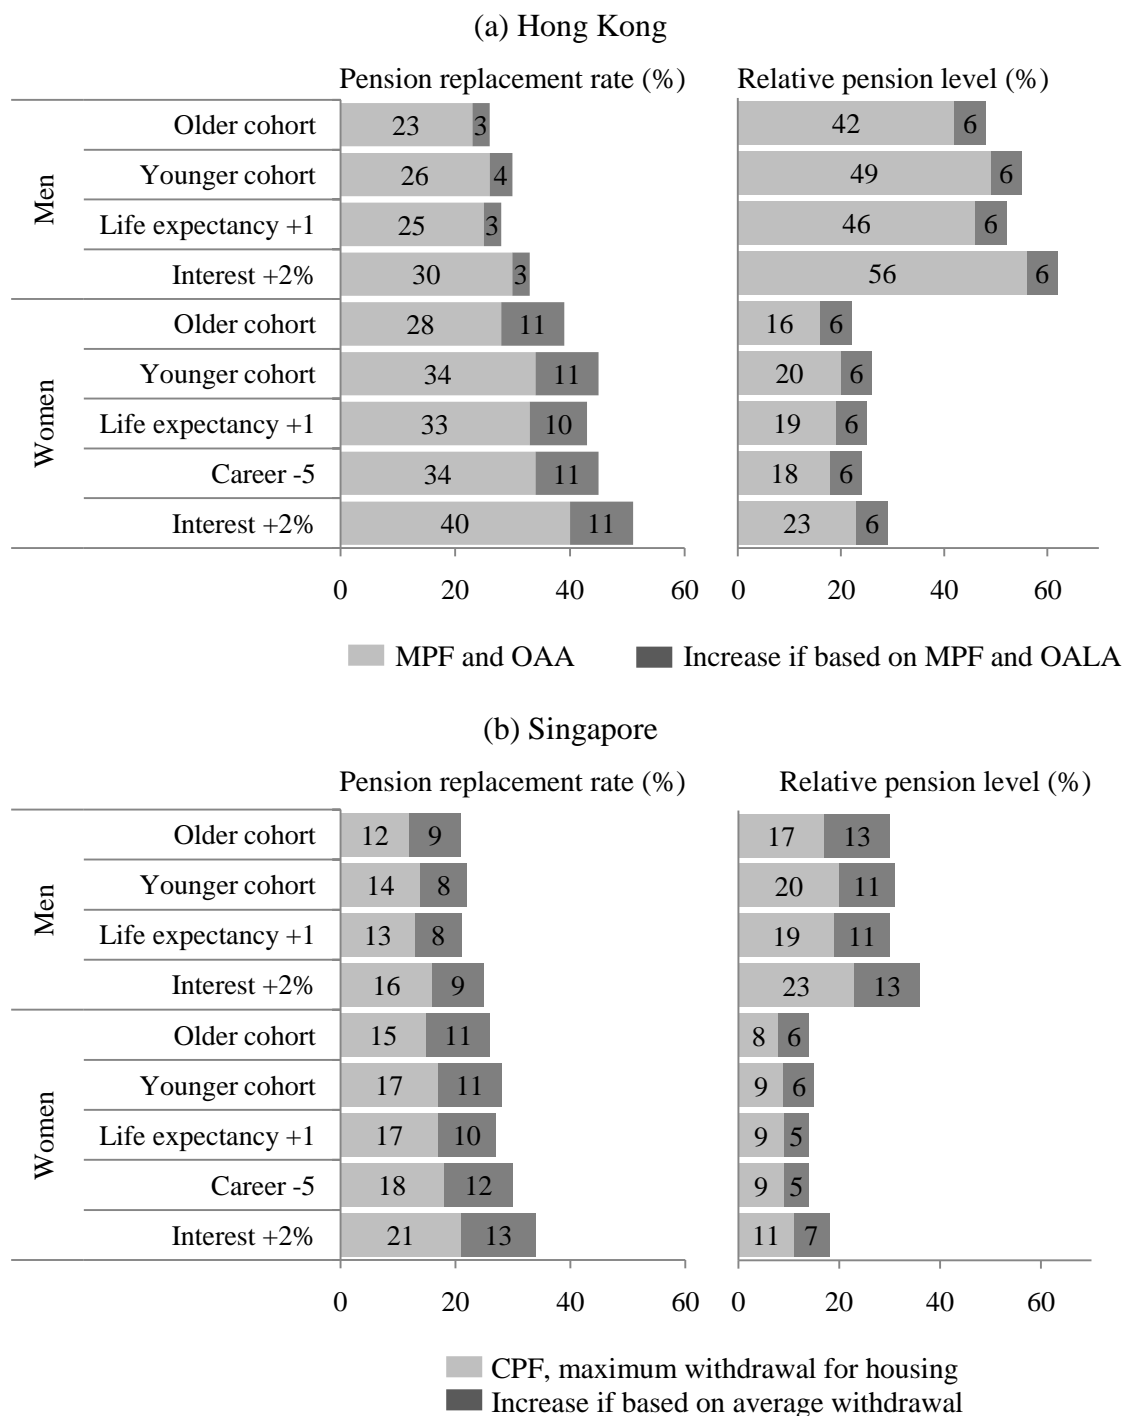 (a) Hong Kong
Pension replacement rate (%) Relative pension level (%)
Men
Older cohort 23 3 42 6
Younger cohort 26 4 49 6
Life expectancy +1 25 3 46 6
Interest +2% 30 3 56 6
Women
Older cohort 28 11 16 6
Younger cohort 34 11 20 6
Life expectancy +1 33 10 19 6
Career -5 34 11 18 6
Interest +2% 40 11 23 6
0 20 40 60 0 20 40 60
MPF and OAA Increase if based on MPF and OALA
(b) Singapore
Pension replacement rate (%) Relative pension level (%)
Men
Older cohort 12 9 17 13
Younger cohort 14 8 20 11
Life expectancy +1 13 8 19 11
Interest +2% 16 9 23 13
Women
Older cohort 15 11 8 6
Younger cohort 17 11 9 6
Life expectancy +1 17 10 9 5
Career -5 18 12 9 5
Interest +2% 21 13 11 7
0 20 40 60 0 20 40 60
CPF, maximum withdrawal for housing
Increase if based on average withdrawal